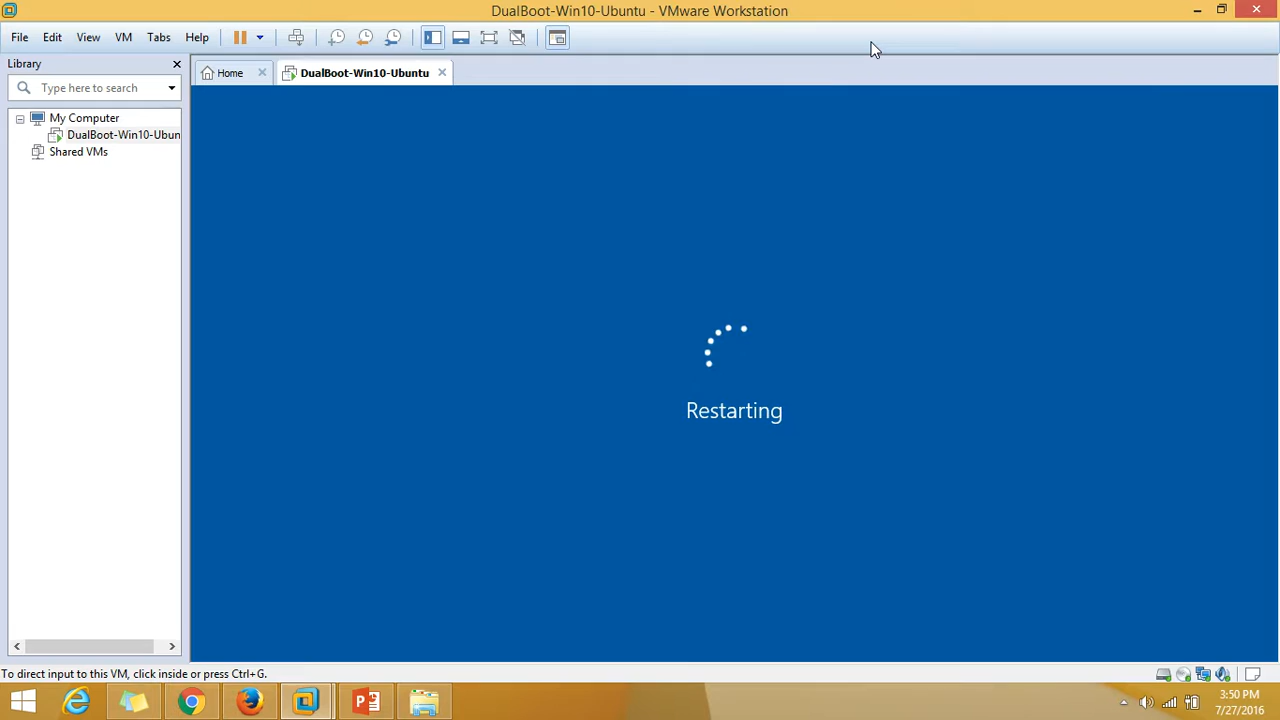 DualBoot-Win10-Ubuntu - VMware Workstation
File Edit View VM Tabs Help
Library
Home
DualBoot-Win10-Ubuntu
Type here to search
My Computer
DualBoot-Win10-Ubun
Shared VMs
Restarting
To direct input to this VM, click inside or press Ctrl+G.
3:50 PM
7/27/2016